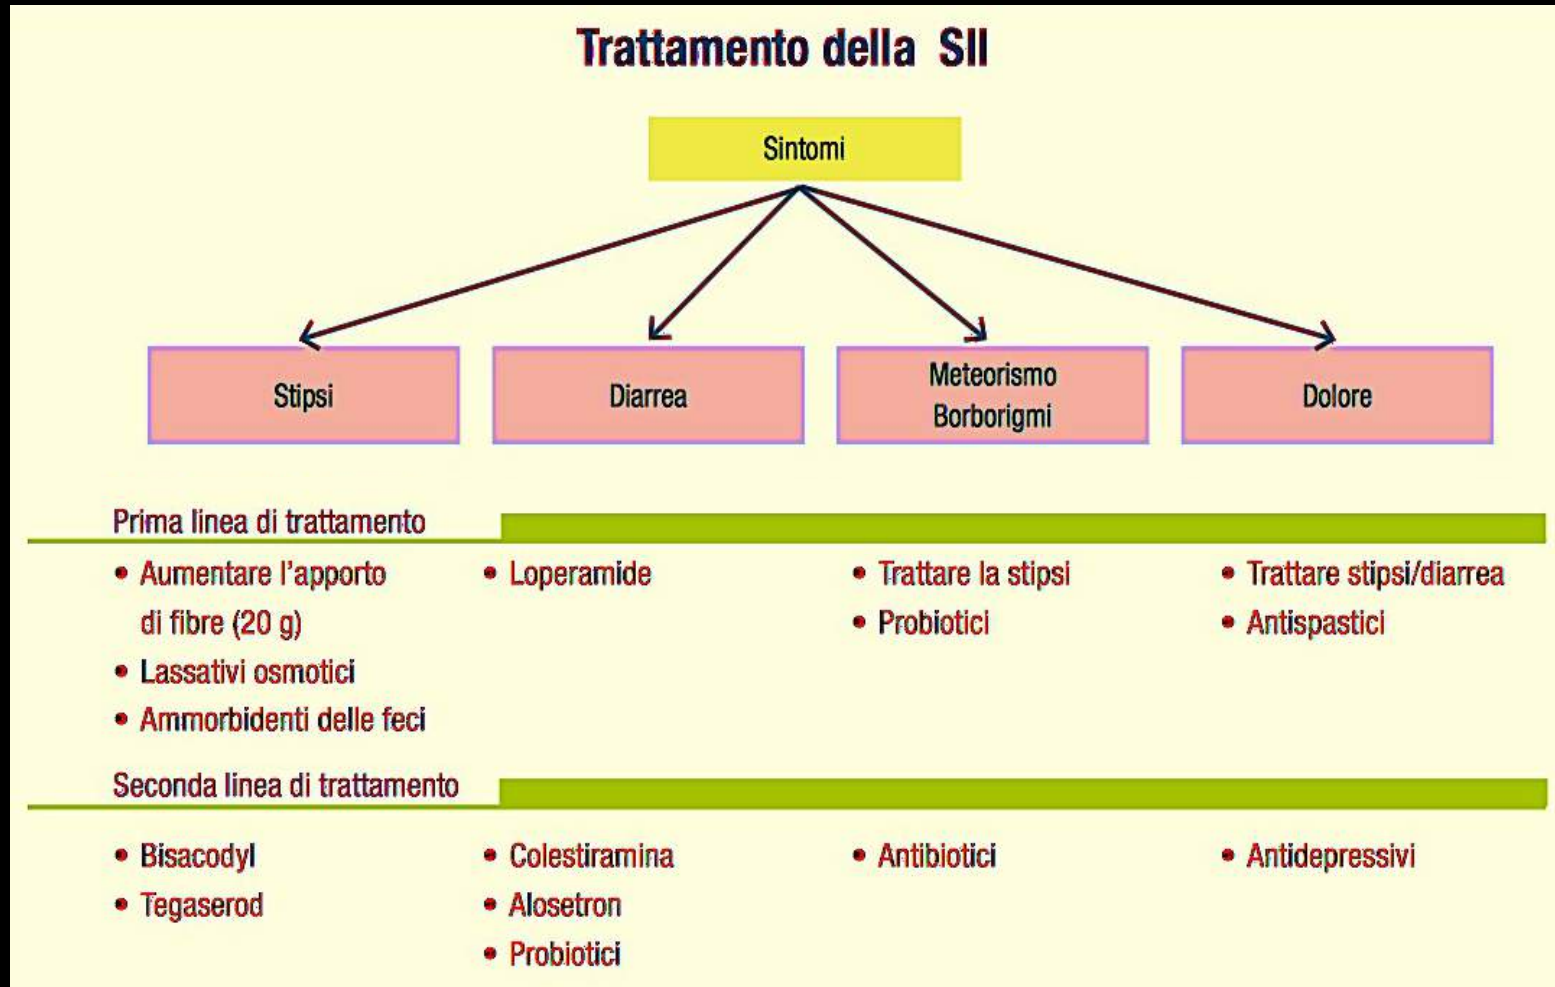 Trattamento della SII
Sintomi
Stipsi
Diarrea
Meteorismo
Borborigmi
Dolore
Prima linea di trattamento
• Aumentare l'apporto
di fibre (20 g)
• Lassativi osmotici
• Ammorbidenti delle feci
• Loperamide
• Trattare la stipsi
• Probiotici
• Trattare stipsi/diarrea
• Antispastici
Seconda linea di trattamento
• Bisacodyl
• Tegaserod
• Colestiramina
• Alosetron
• Probiotici
• Antibiotici
• Antidepressivi